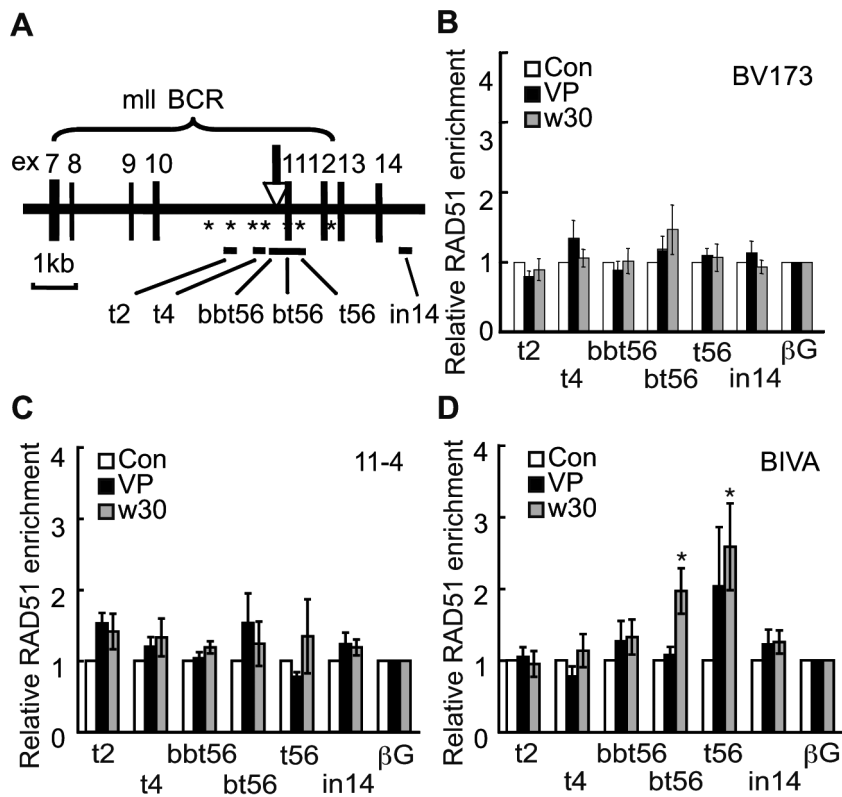 A
mll BCR
ex 7 8 9 10 11 12 13 14
* * ** ** *
1kb
t2 t4 bbt56 bt56 t56 in14
B
Relative RAD51 enrichment
4
3
2
1
0
Con
VP
w30
BV173
t2 bbt56 t56 βG
t4 bt56 in14
C
Relative RAD51 enrichment
4
3
2
1
0
Con
VP
w30
11-4
t2 bbt56 t56 βG
t4 bt56 in14
D
Relative RAD51 enrichment
4
3
2
1
0
Con
VP
w30
BIVA
*
*
t2 bbt56 t56 βG
t4 bt56 in14